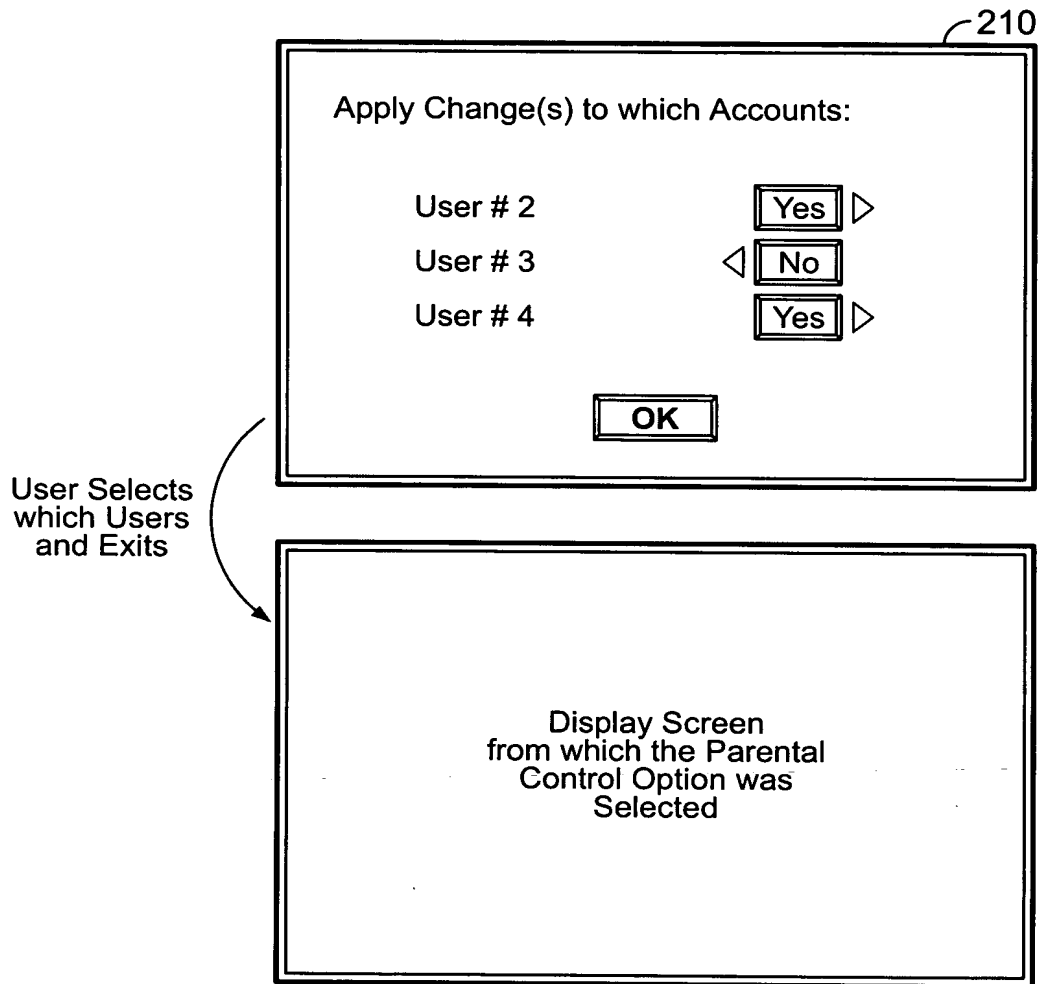 210
Apply Change(s) to which Accounts:
User # 2 Yes
User # 3 No
User # 4 Yes
OK
User Selects
which Users
and Exits
Display Screen
from which the Parental
Control Option was
Selected